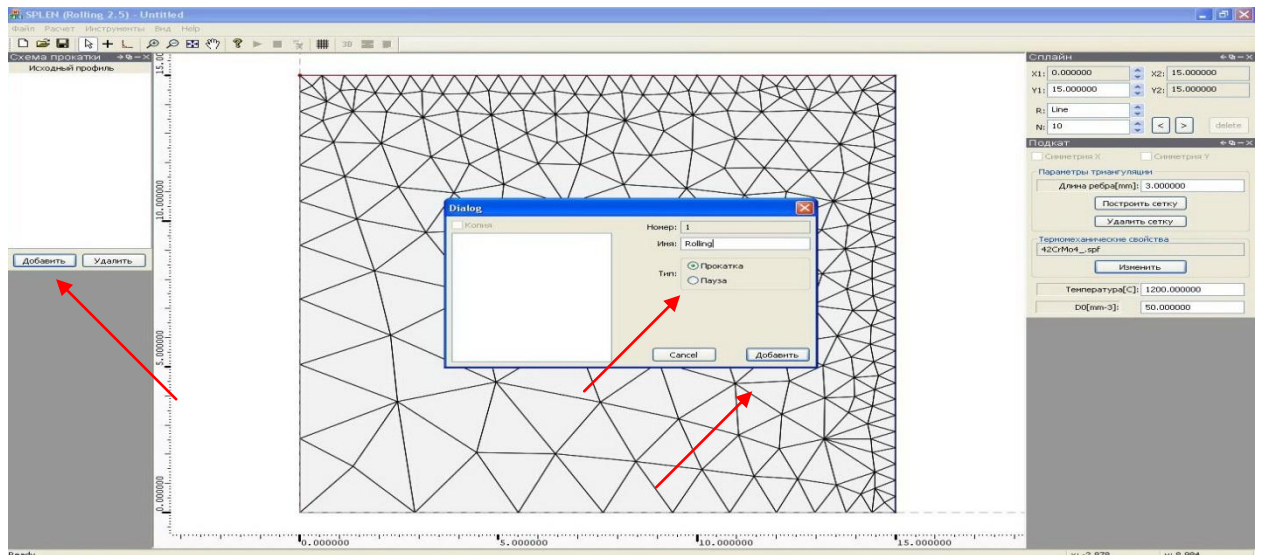 SPLEN (Rolling 2.5) - Untitled
Файл Расчет Инструменты Вид Help
3D
Схема прокатки
Исходный профиль
Добавить Удалить
15.0
10.000000
5.000000
0.000000
0.000000 5.000000 10.000000 15.000000
Dialog
Копия
Номер: 1
Имя: Rolling
Тип: Прокатка
Пауза
Cancel Добавить
Сплайн
X1: 0.000000 X2: 15.000000
Y1: 15.000000 Y2: 15.000000
R: Line
N: 10 < > delete
Подкат
Симметрия X Симметрия Y
Параметры триангуляции
Длина ребра[mm]: 3.000000
Построить сетку
Удалить сетку
Термомеханические свойства
42CrMo4_.spf
Изменить
Температура[C]: 1200.000000
D0[mm-3]: 50.000000
Ready